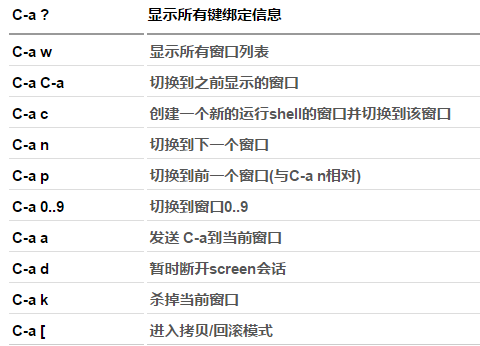 C-a ? 显示所有键绑定信息
C-a w 显示所有窗口列表
C-a C-a 切换到之前显示的窗口
C-a c 创建一个新的运行shell的窗口并切换到该窗口
C-a n 切换到下一个窗口
C-a p 切换到前一个窗口(与C-a n相对)
C-a 0..9 切换到窗口0..9
C-a a 发送 C-a到当前窗口
C-a d 暂时断开screen会话
C-a k 杀掉当前窗口
C-a [ 进入拷贝/回滚模式